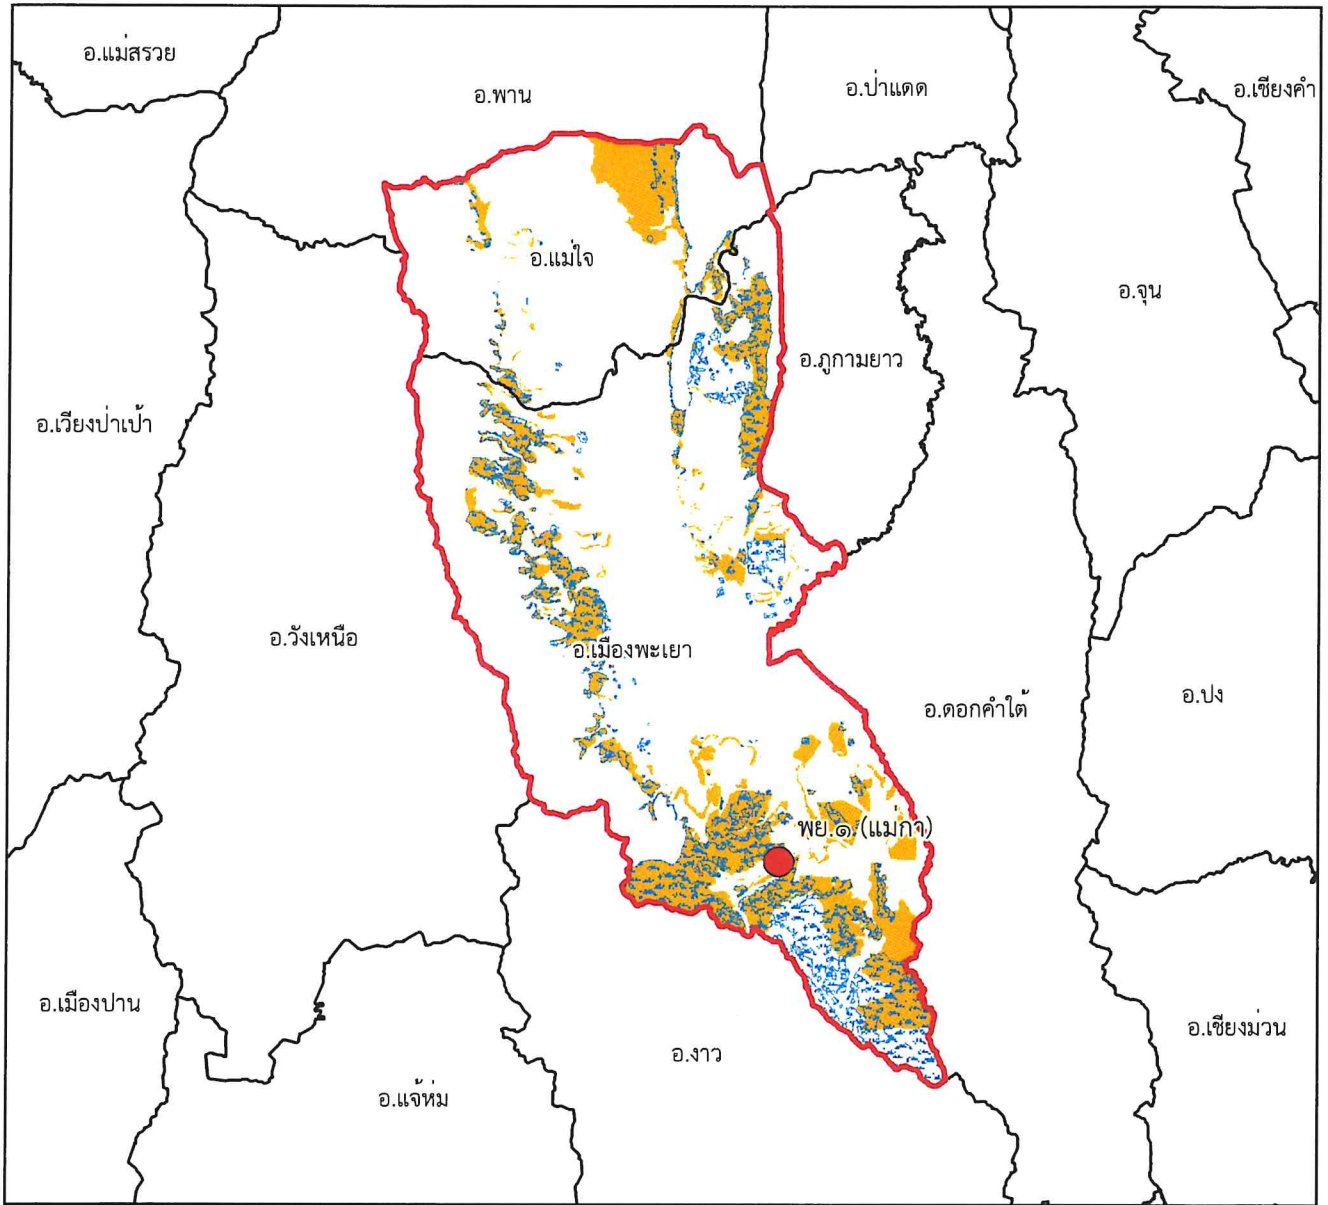 อ.แม่สรวย
อ.พาน
อ.ป่าแดด
อ.เชียงคำ
อ.แม่ใจ
อ.จุน
อ.ภูกามยาว
อ.เวียงป่าเป้า
อ.วังเหนือ
อ.เมืองพะเยา
อ.ปง
อ.ดอกคำใต้
พย.๑ (แม่กา)
อ.เมืองปาน
อ.เชียงม่วน
อ.งาว
อ.แจ้ห่ม